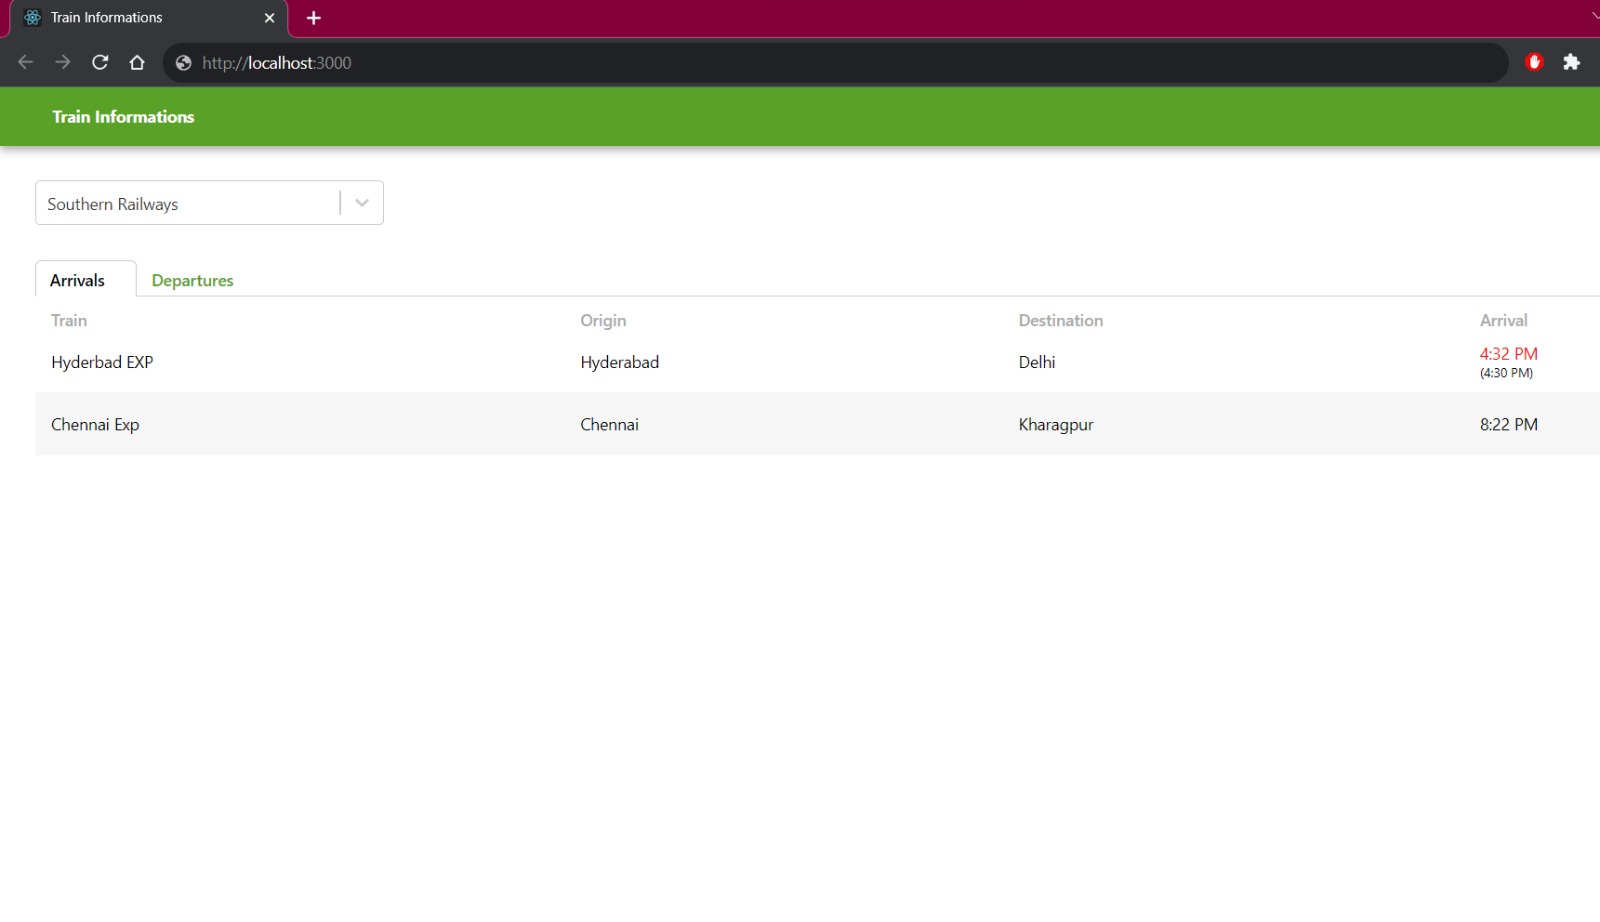 Train Informations
http://localhost:3000
Train Informations
Southern Railways
Arrivals Departures
Train Origin Destination Arrival
Hyderbad EXP Hyderabad Delhi 4:32 PM
(4:30 PM)
Chennai Exp Chennai Kharagpur 8:22 PM